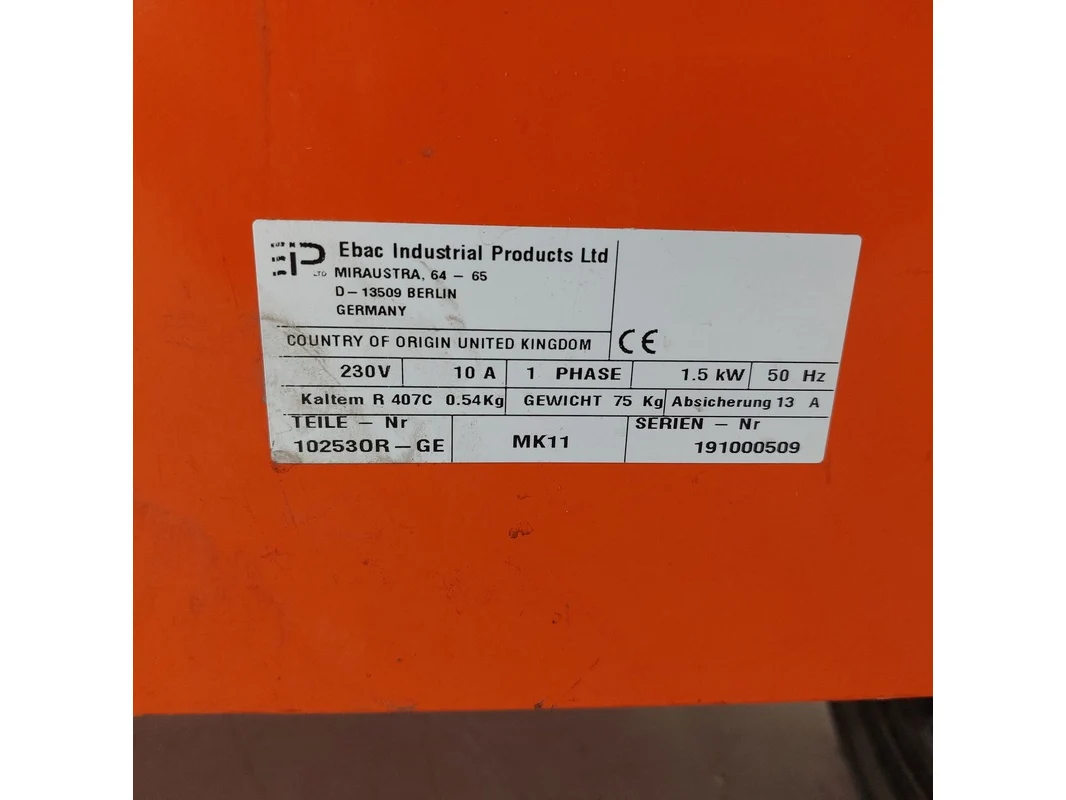 EIP LTD
Ebac Industrial Products Ltd
MIRAUSTRA, 64 – 65
D – 13509 BERLIN
GERMANY
COUNTRY OF ORIGIN UNITED KINGDOM
CE
230V 10 A 1 PHASE 1.5 kW 50 Hz
Kaltem R 407C 0.54Kg GEWICHT 75 Kg Absicherung 13 A
TEILE – Nr
10253OR – GE
MK11
SERIEN – Nr
191000509